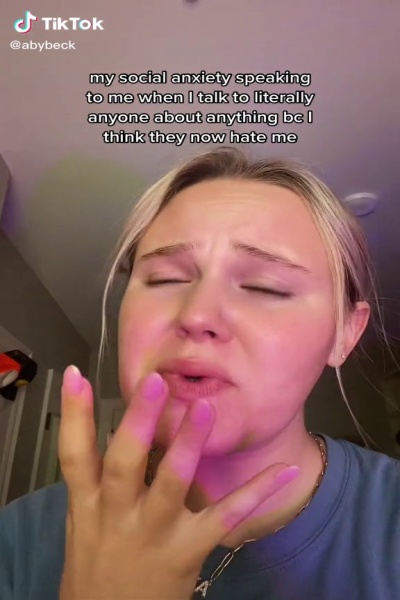 TikTok
@abybeck
my social anxiety speaking
to me when I talk to literally
anyone about anything bc I
think they now hate me
A